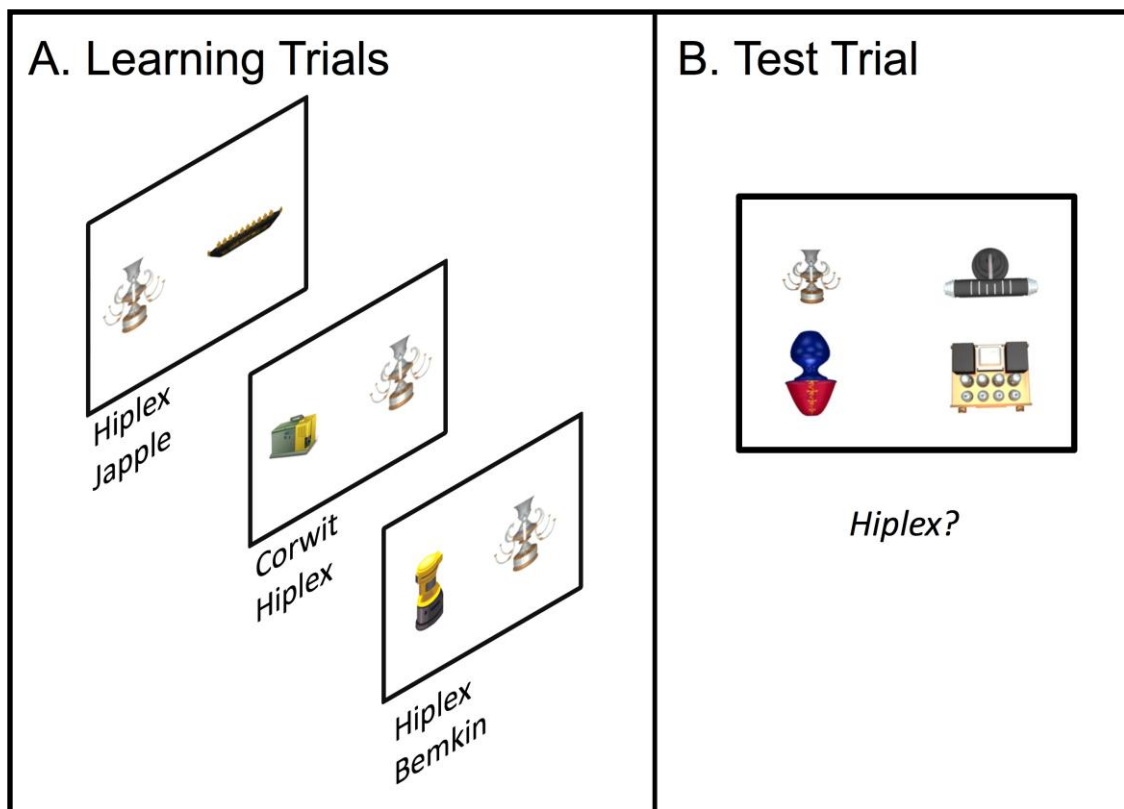 A. Learning Trials
Hiplex
Japple
Corwit
Hiplex
Hiplex
Bemkin
B. Test Trial
Hiplex?